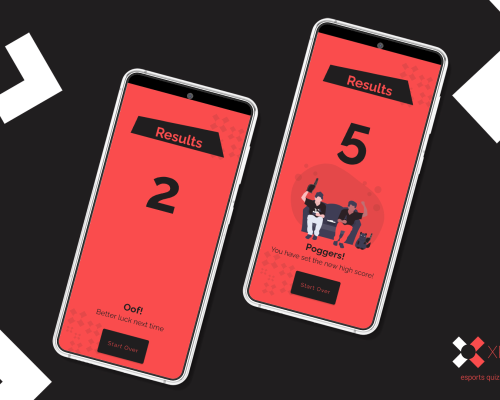 Results
2
Oof!
Better luck next time
Start Over
Results
5
Poggers!
You have set the new high score!
Start Over
esports quiz